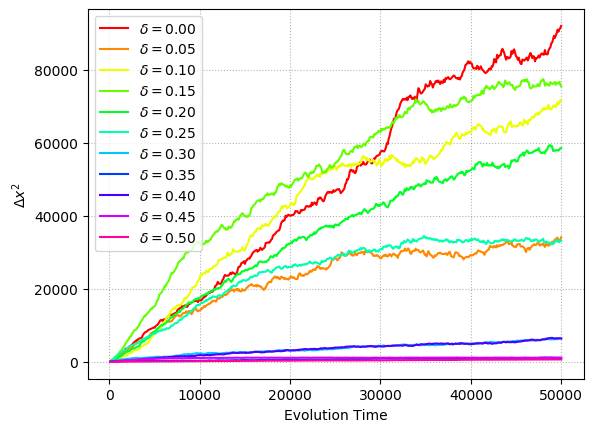 δ = 0.00
δ = 0.05
δ = 0.10
δ = 0.15
δ = 0.20
δ = 0.25
δ = 0.30
δ = 0.35
δ = 0.40
δ = 0.45
δ = 0.50
80000
60000
40000
20000
0
Δx²
0 10000 20000 30000 40000 50000
Evolution Time